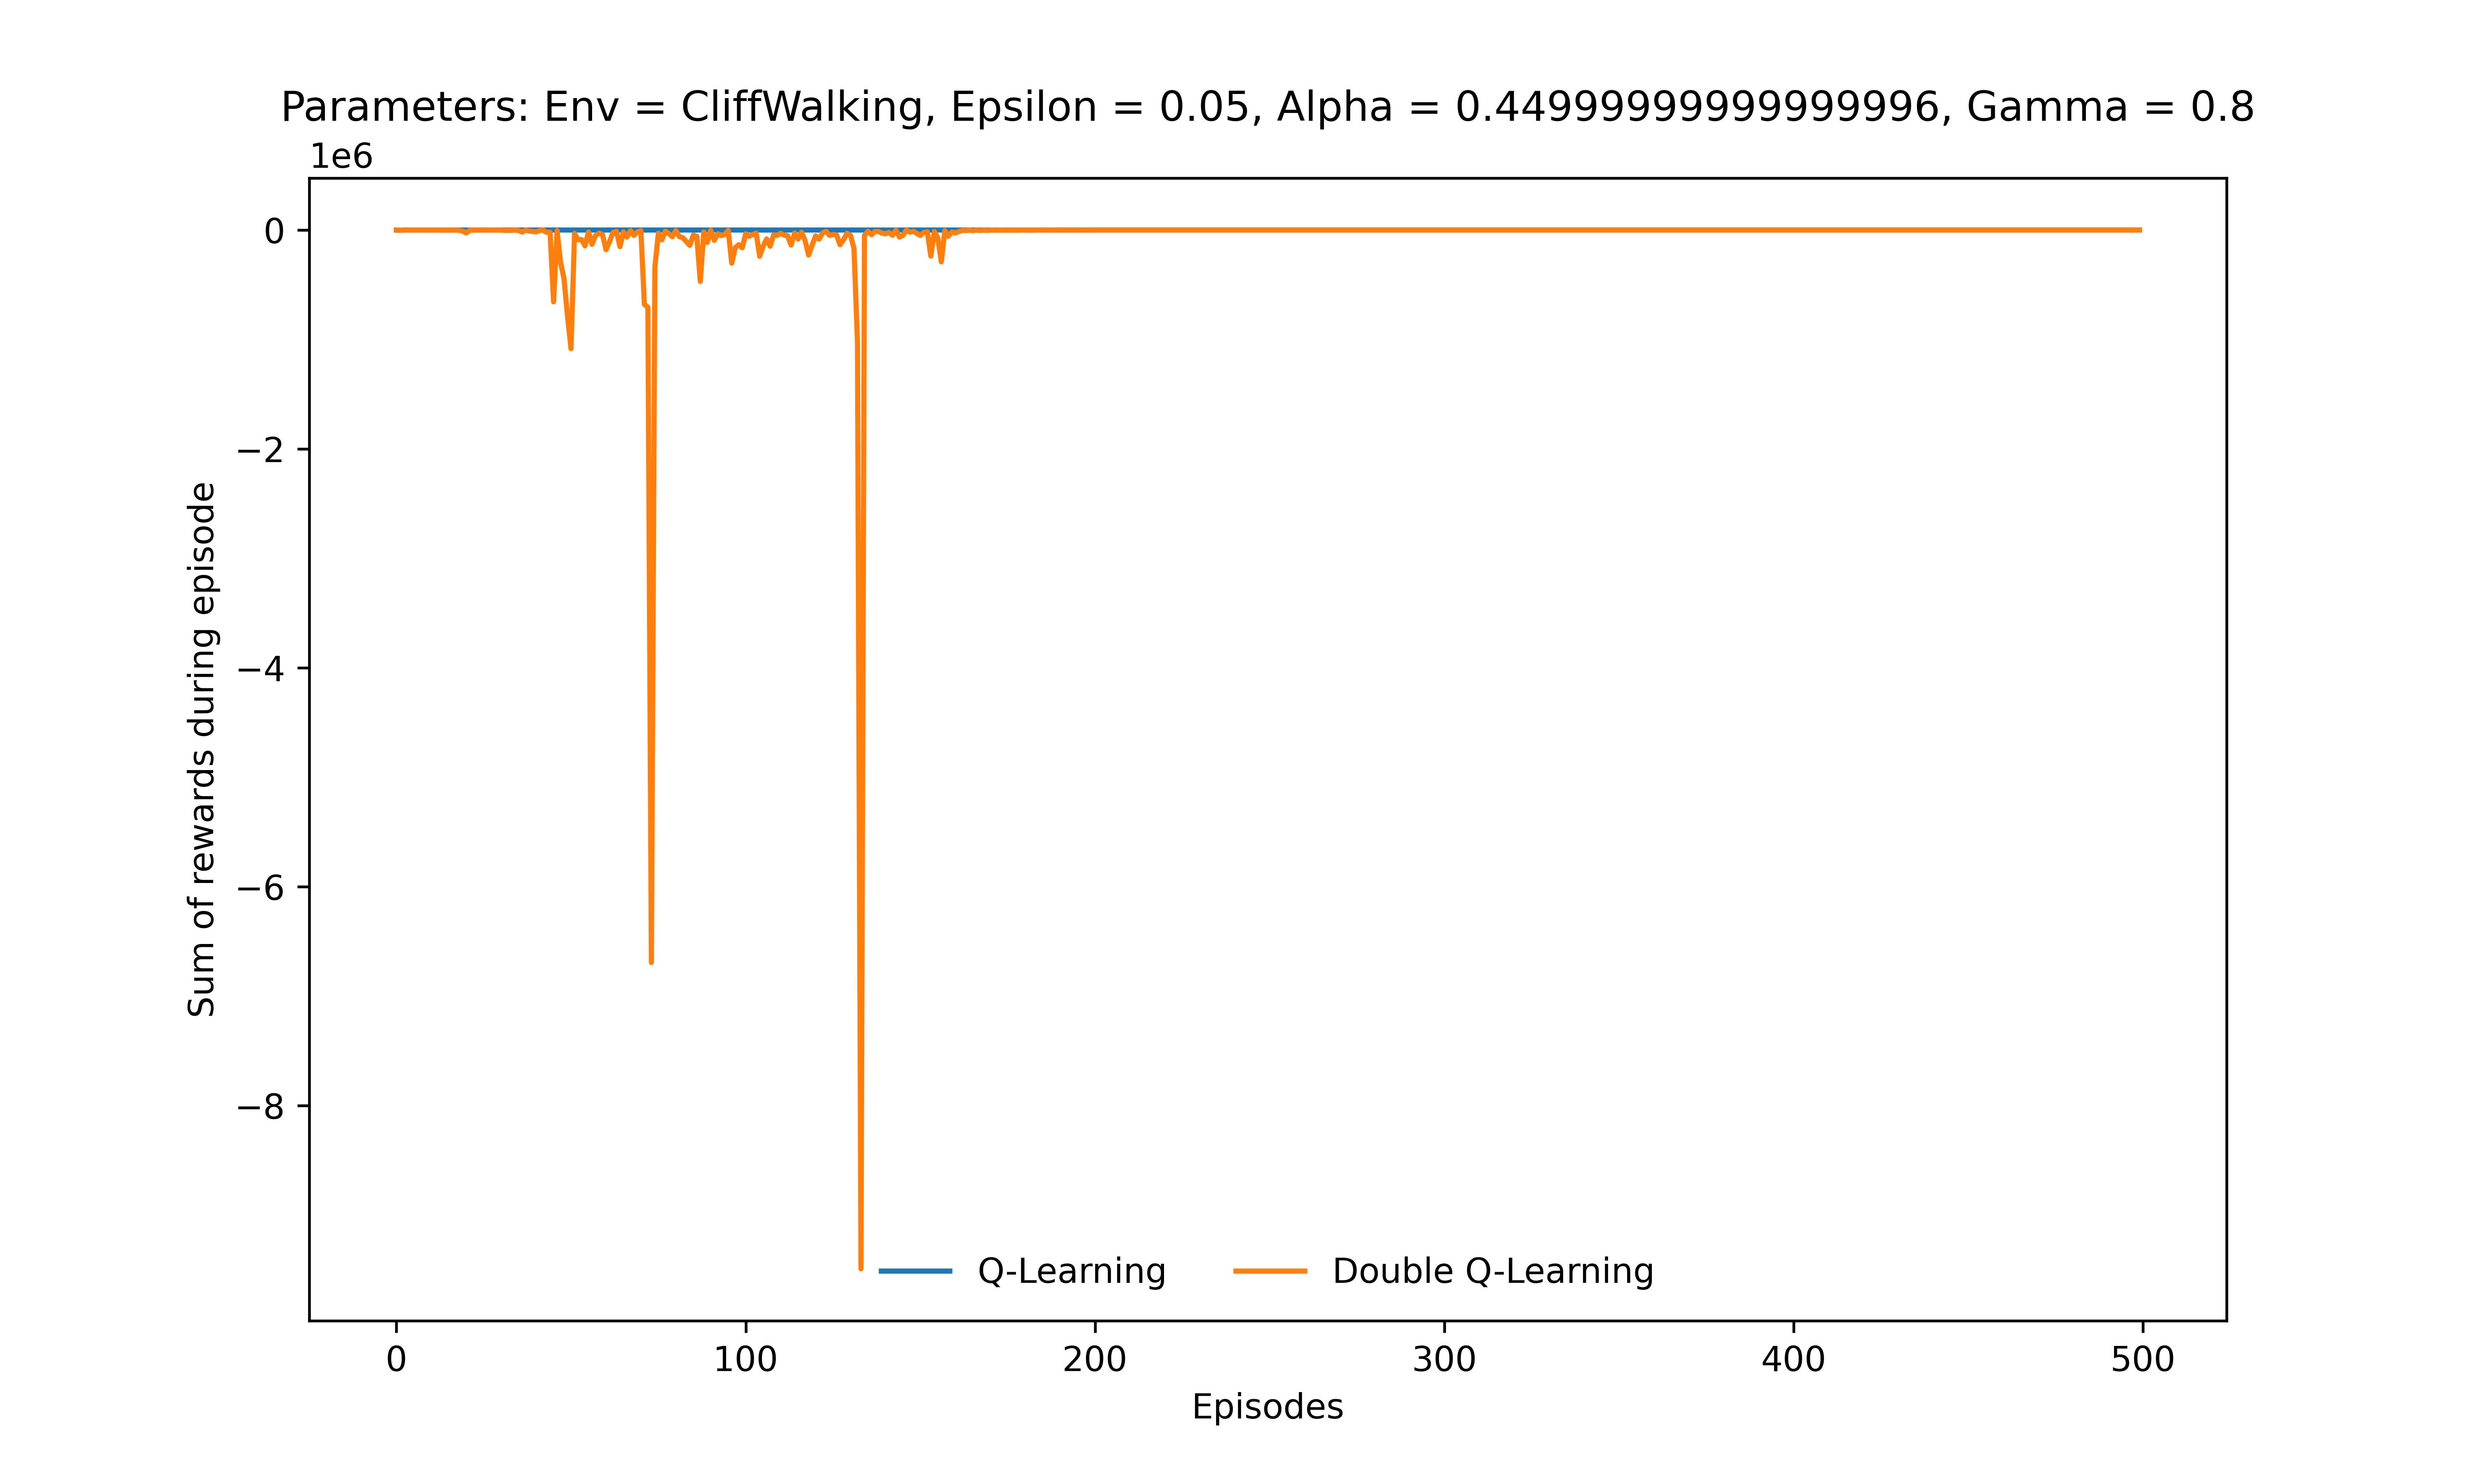 Parameters: Env = CliffWalking, Epsilon = 0.05, Alpha = 0.44999999999999996, Gamma = 0.8
1e6
0
−2
−4
−6
−8
Sum of rewards during episode
Q-Learning
Double Q-Learning
0 100 200 300 400 500
Episodes